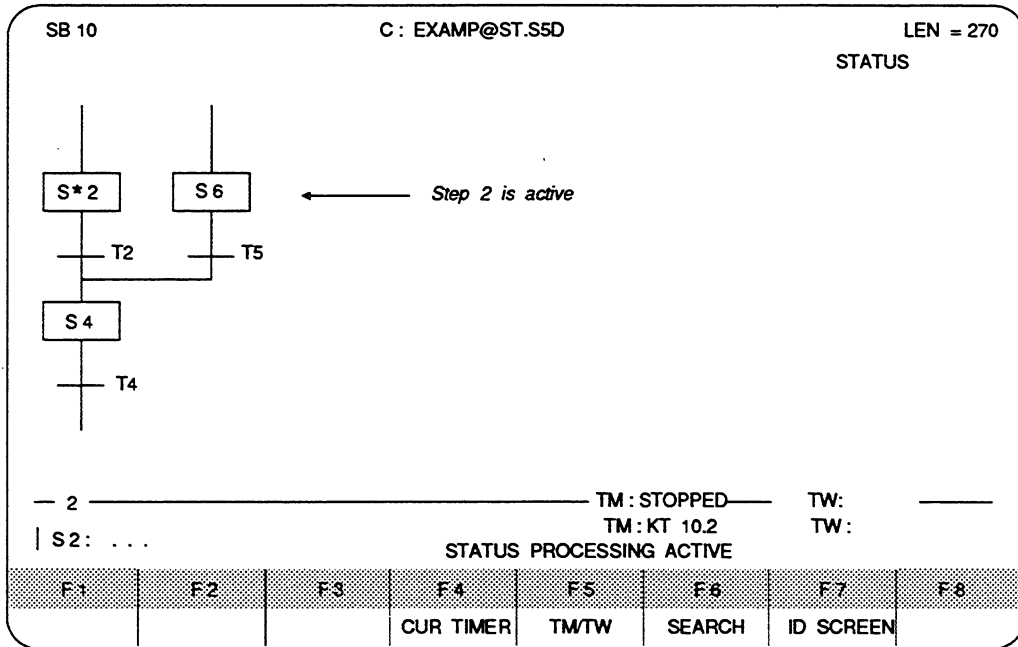 SB 10 C : EXAMP@ST.S5D LEN = 270
STATUS
S*2 S 6 Step 2 is active
T2 T5
S 4
T4
2 TM : STOPPED TW:
TM : KT 10.2 TW :
S 2 : . . .
STATUS PROCESSING ACTIVE
F1 F2 F3 F4 F5 F6 F7 F8
CUR TIMER TM/TW SEARCH ID SCREEN